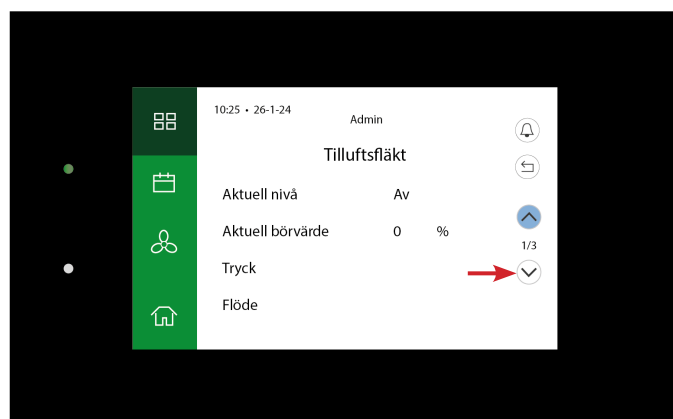 10:25 • 26-1-24
Admin
Tilluftsfläkt
Aktuell nivå Av
Aktuell börvärde 0 %
1/3
Tryck
Flöde